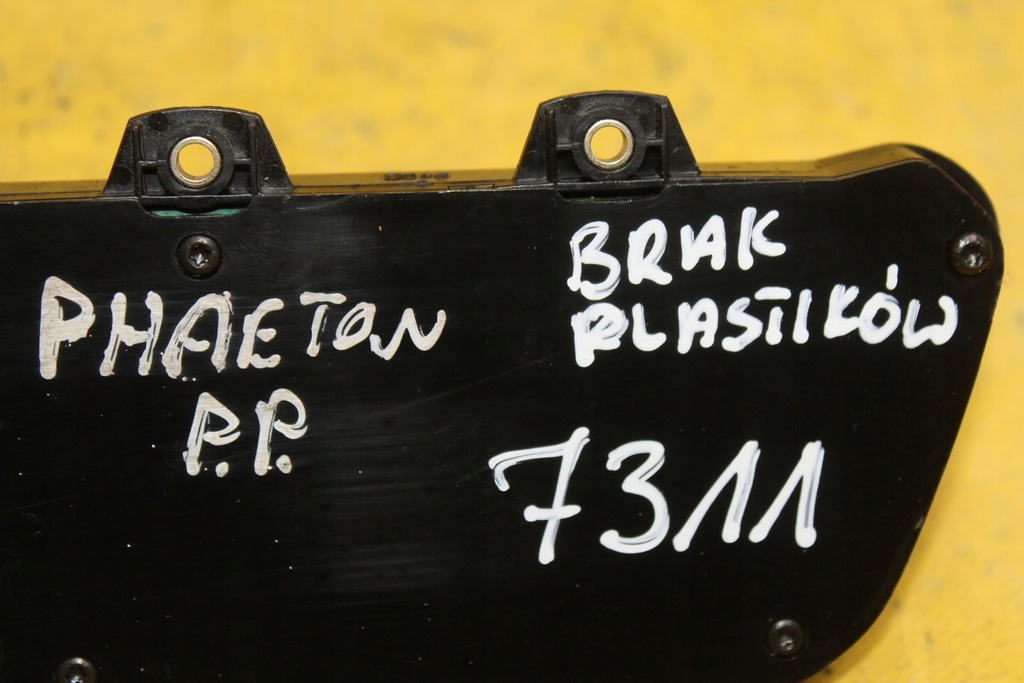 PHAETON
P.P.
BRAK
PLASTIKÓW
7311